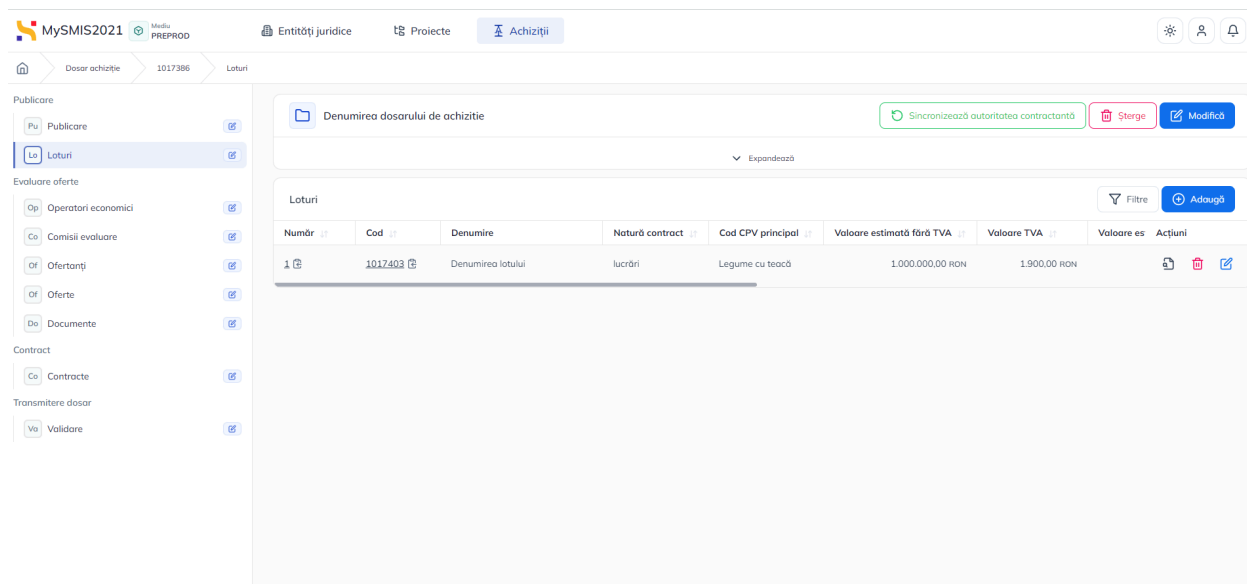 MySMIS2021 Mediu PREPROD Entități juridice Proiecte Achiziții
Dosar achiziție 1017386 Loturi
Publicare
Pu Publicare
Lo Loturi
Evaluare oferte
Op Operatori economici
Co Comisii evaluare
Of Ofertanți
Of Oferte
Do Documente
Contract
Co Contracte
Transmitere dosar
Va Validare
Denumirea dosarului de achizitie Sincronizează autoritatea contractantă Șterge Modifică
Expandează
Loturi Filtre Adaugă
Număr Cod Denumire Natură contract Cod CPV principal Valoare estimată fără TVA Valoare TVA Valoare es Acțiuni
1 1017403 Denumirea lotului lucrări Legume cu teacă 1.000.000,00 RON 1.900,00 RON